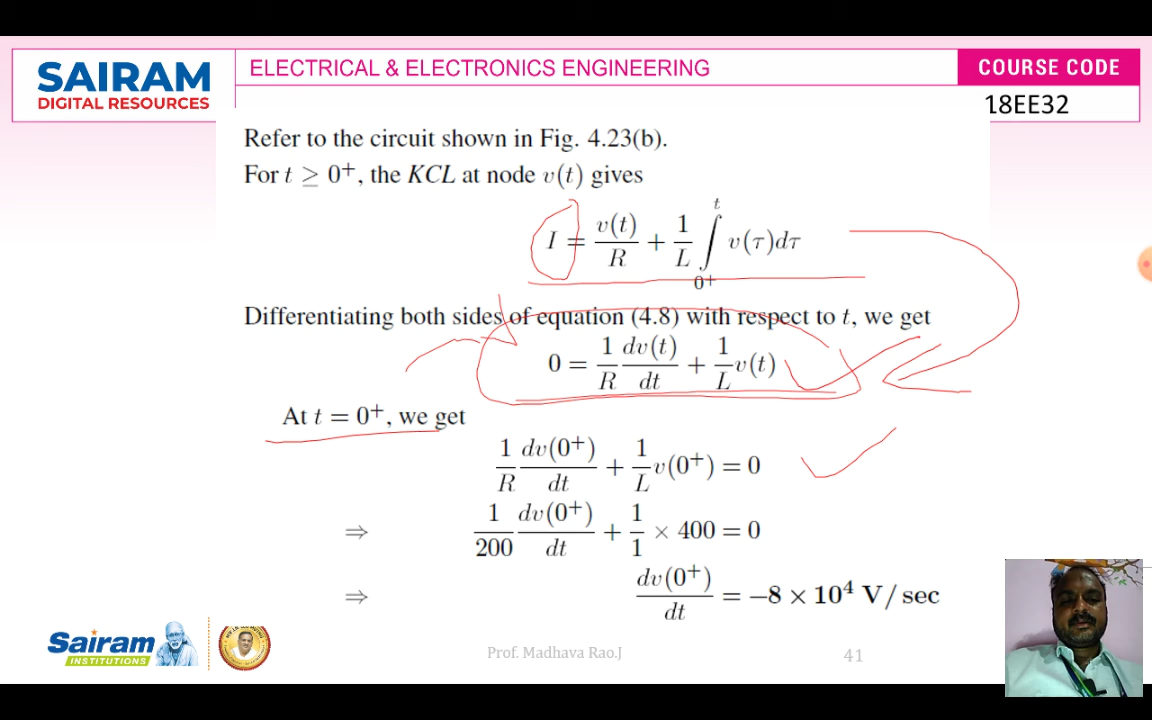 SAIRAM
DIGITAL RESOURCES
ELECTRICAL & ELECTRONICS ENGINEERING
COURSE CODE
18EE32
Refer to the circuit shown in Fig. 4.23(b).
For t ≥ 0⁺, the KCL at node v(t) gives
I = v(t)/R + 1/L ∫₀₊ᵗ v(τ)dτ
Differentiating both sides of equation (4.8) with respect to t, we get
0 = 1/R dv(t)/dt + 1/L v(t)
At t = 0⁺, we get
1/R dv(0⁺)/dt + 1/L v(0⁺) = 0
⇒ 1/200 dv(0⁺)/dt + 1/1 × 400 = 0
⇒ dv(0⁺)/dt = −8 × 10⁴ V/sec
Sairam
INSTITUTIONS
Prof. Madhava Rao.J
41